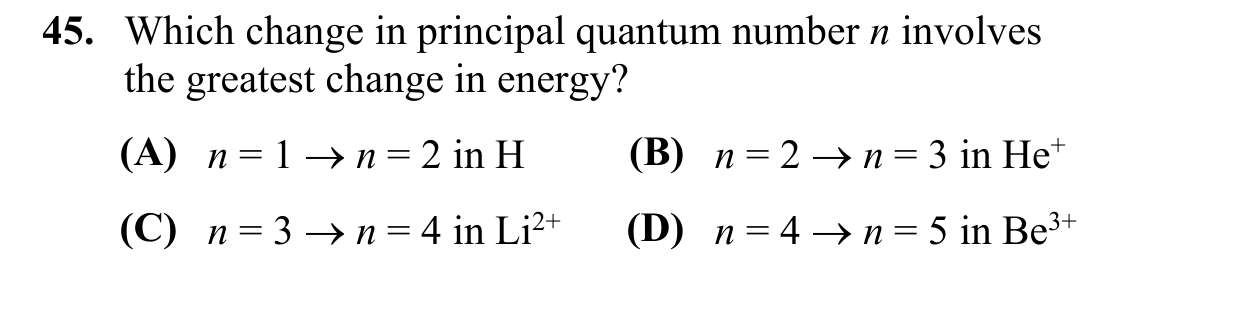 45. Which change in principal quantum number n involves
the greatest change in energy?
(A) n = 1 → n = 2 in H (B) n = 2 → n = 3 in He⁺
(C) n = 3 → n = 4 in Li²⁺ (D) n = 4 → n = 5 in Be³⁺